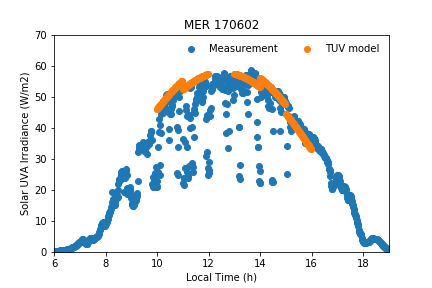 MER 170602
Measurement
TUV model
Solar UVA Irradiance (W/m2)
70
60
50
40
30
20
10
0
6 8 10 12 14 16 18
Local Time (h)